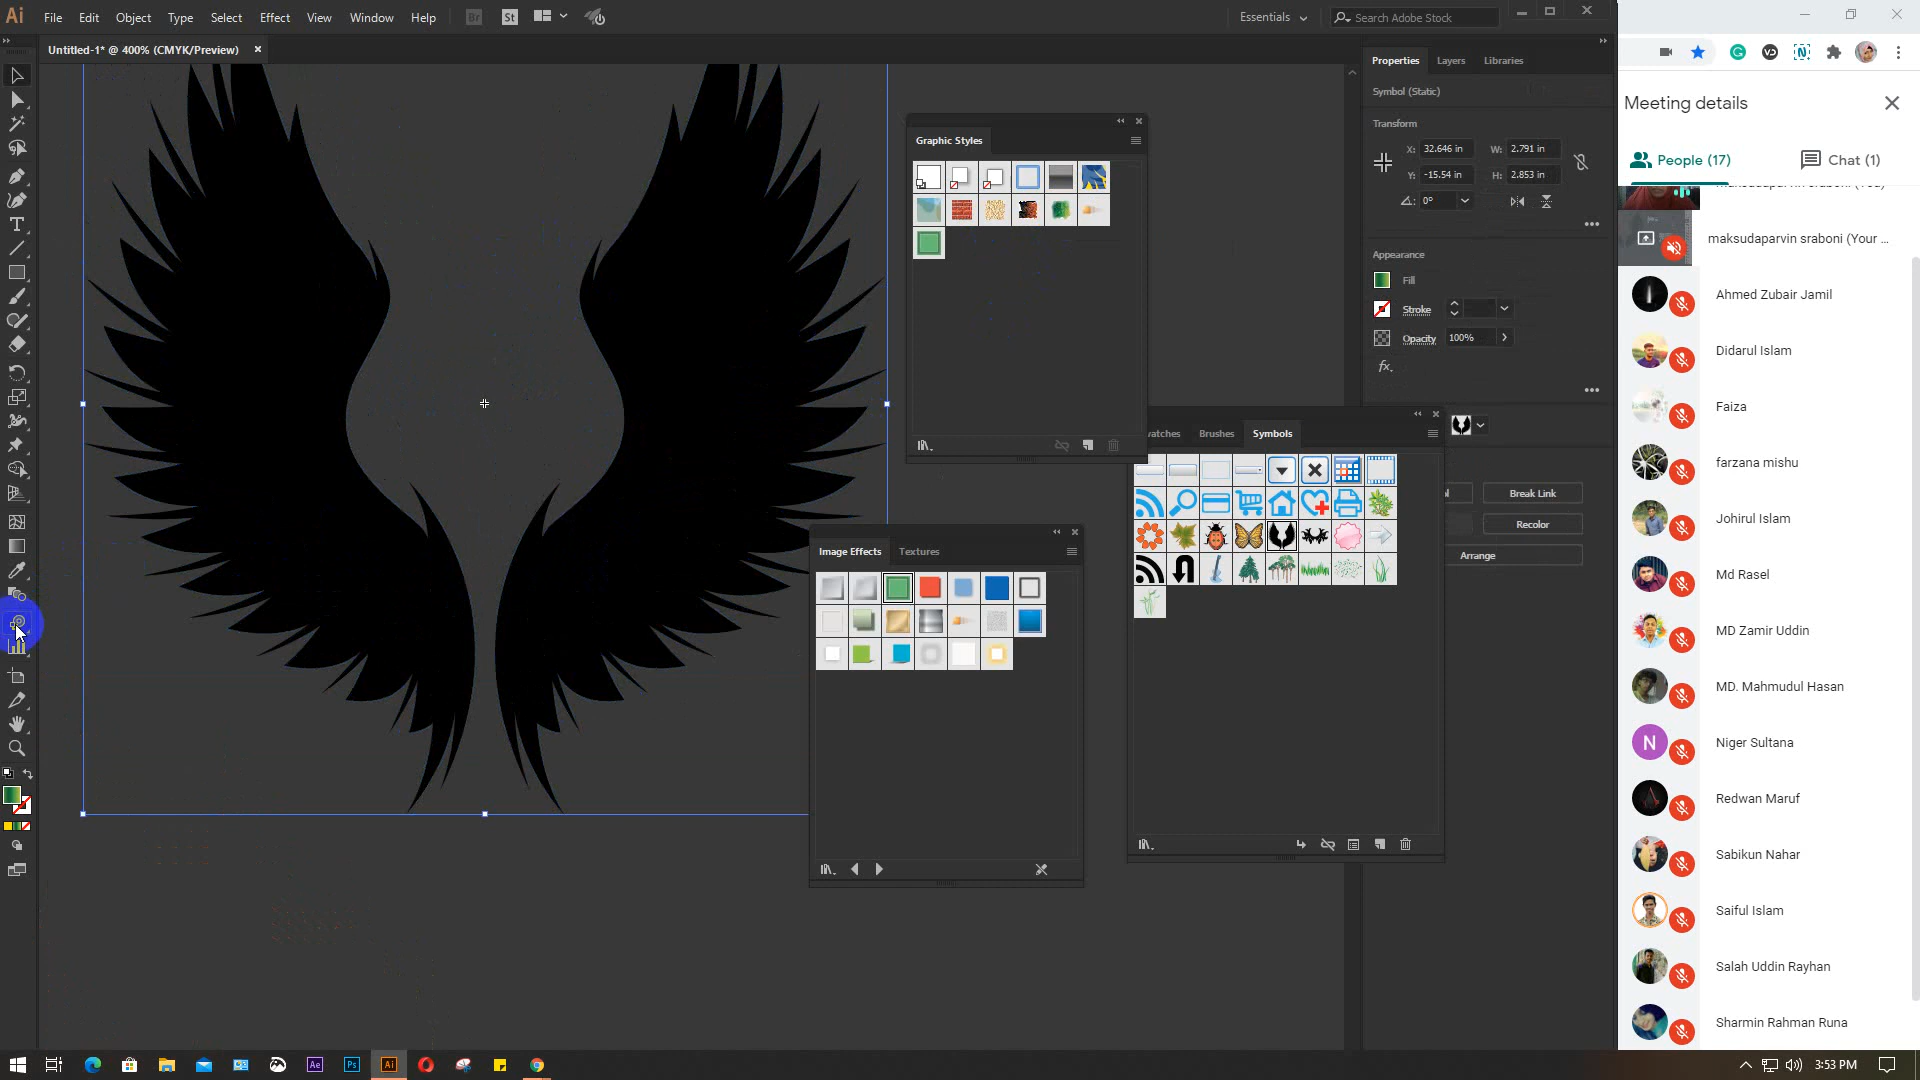 Ai File Edit Object Type Select Effect View Window Help Br St Essentials Search Adobe Stock
Untitled-1* @ 400% (CMYK/Preview)
Properties Layers Libraries
Symbol (Static)
Transform
X: 32.646 in W: 2.791 in
Y: -15.54 in H: 2.853 in
0°
Appearance
Fill
Stroke
Opacity 100%
fx.
Break Link
Recolor
Arrange
Graphic Styles
Brushes Symbols
Image Effects Textures
Meeting details
People (17) Chat (1)
maksudaparvin sraboni (Your ...
Ahmed Zubair Jamil
Didarul Islam
Faiza
farzana mishu
Johirul Islam
Md Rasel
MD Zamir Uddin
MD. Mahmudul Hasan
N Niger Sultana
Redwan Maruf
Sabikun Nahar
Saiful Islam
Salah Uddin Rayhan
Sharmin Rahman Runa
Ae Ps Ai
3:53 PM